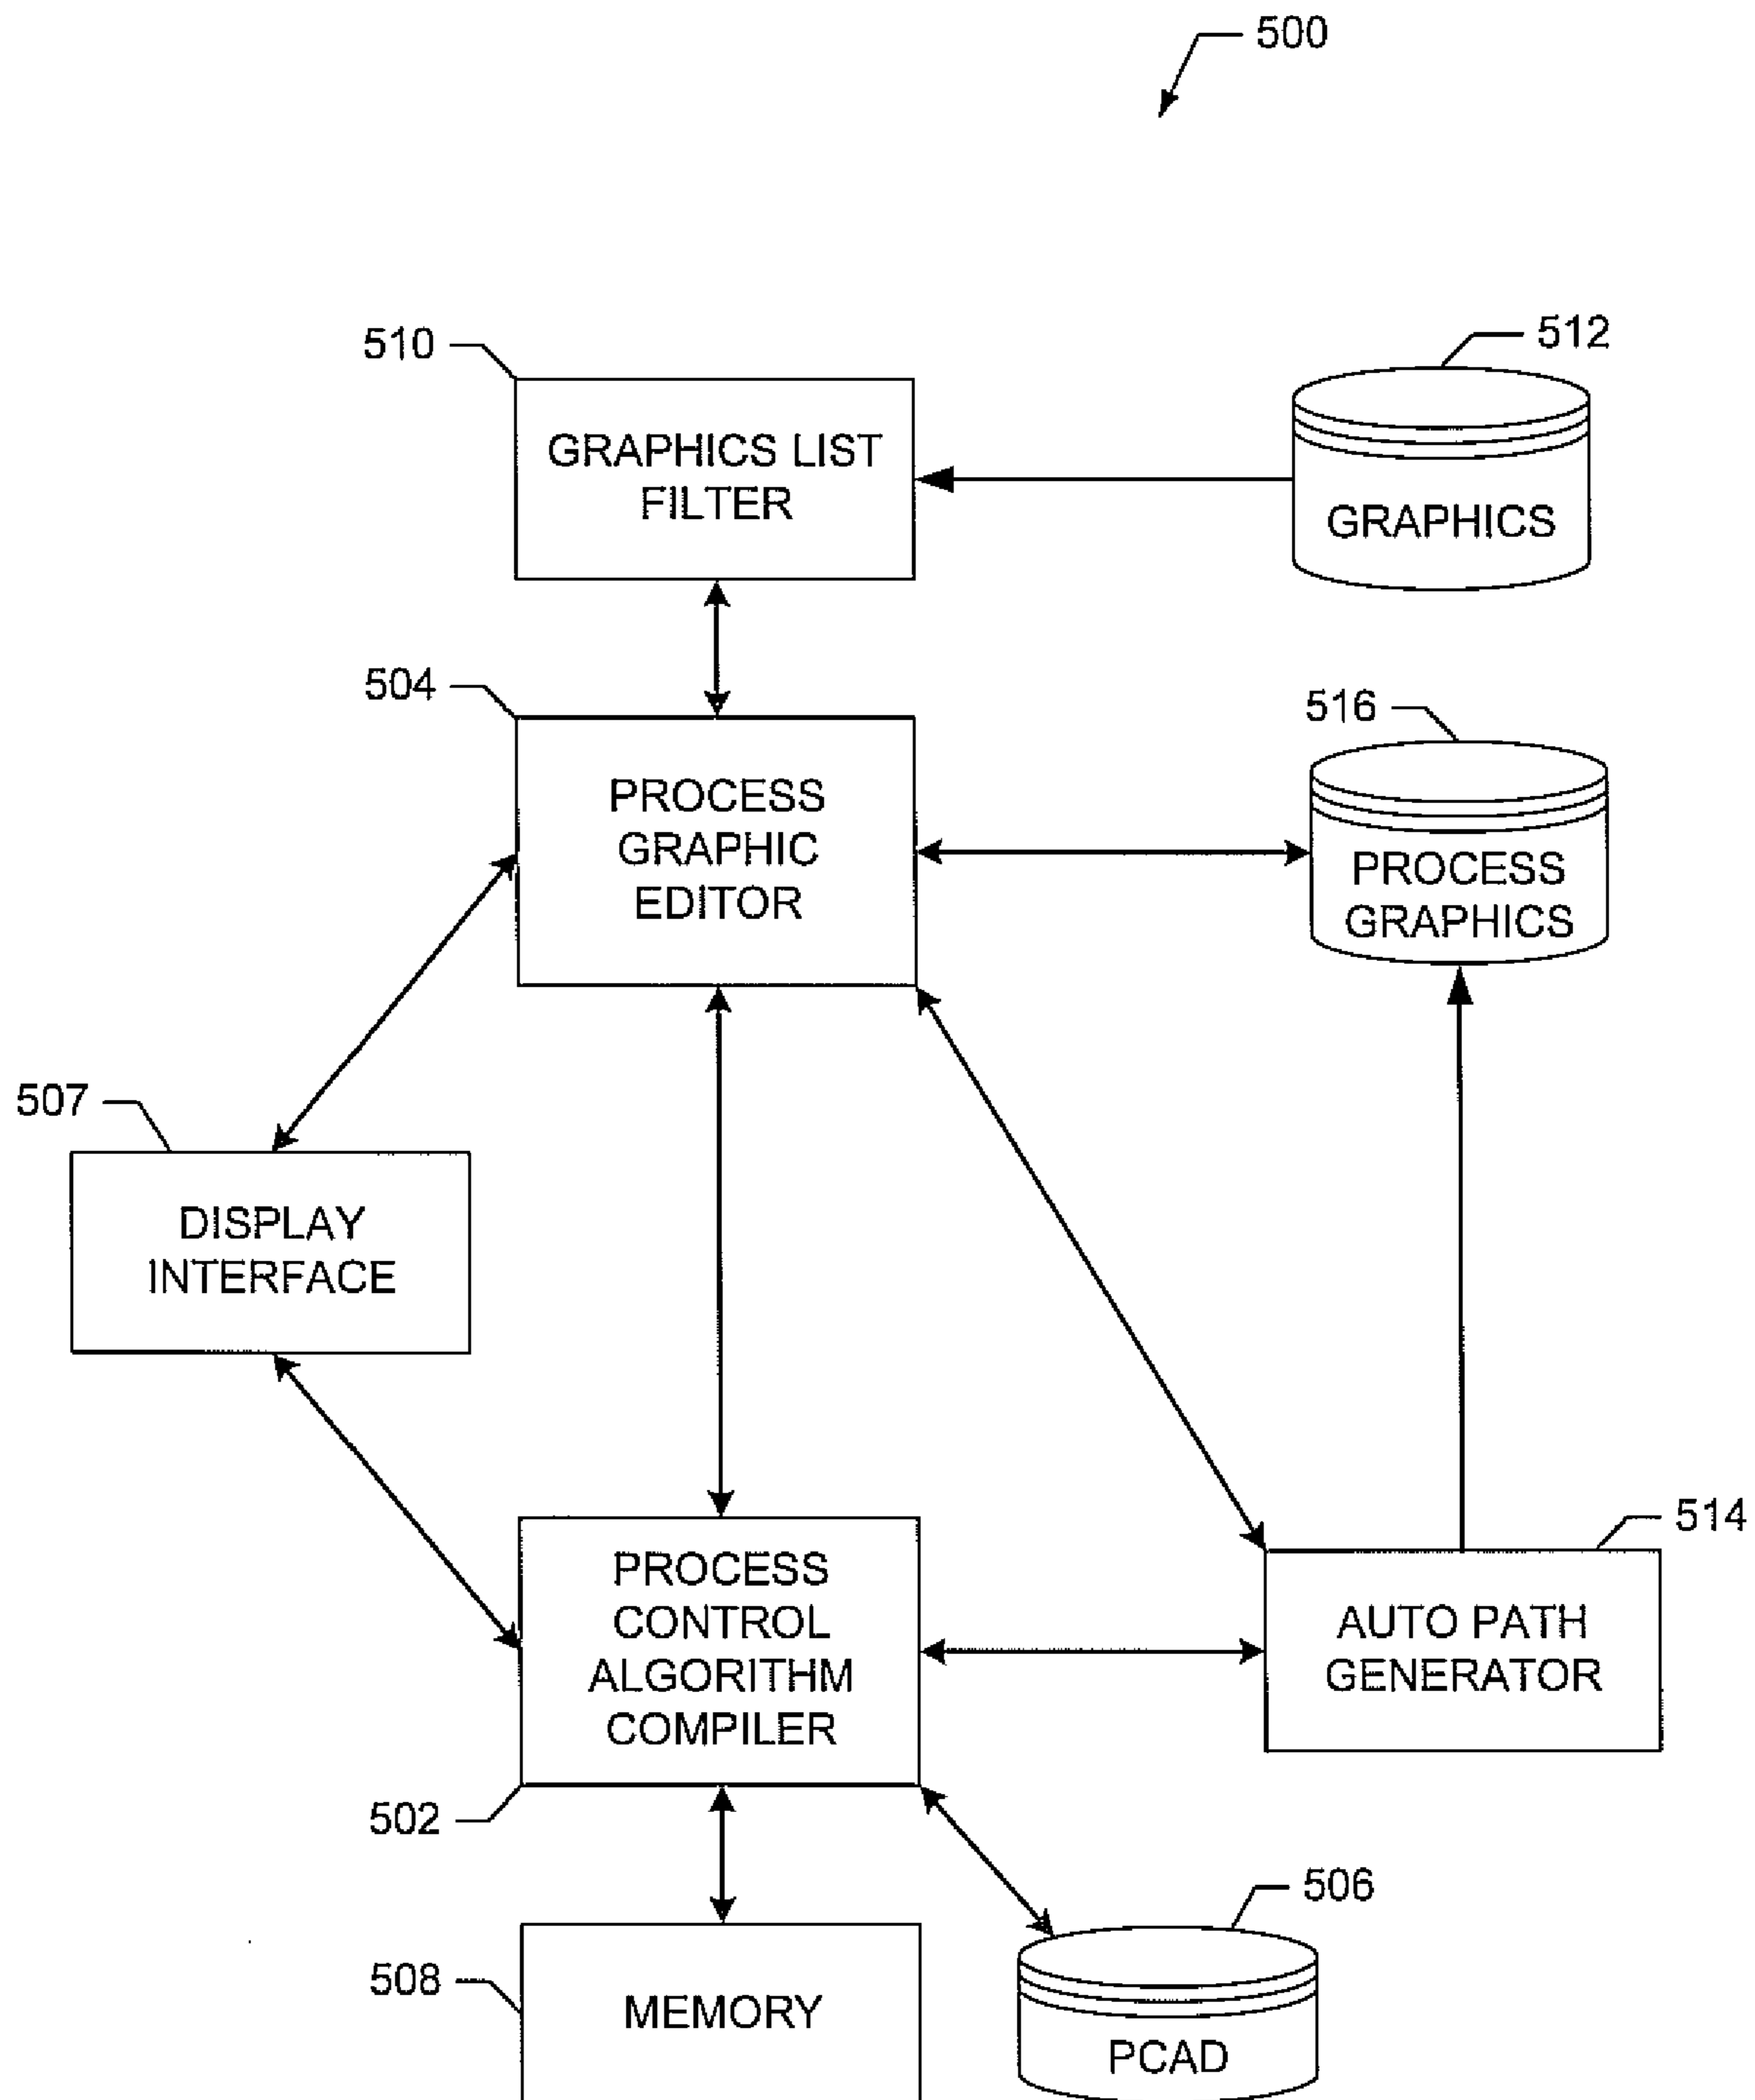 500
510
512
GRAPHICS LIST
FILTER
GRAPHICS
504
516
PROCESS
GRAPHIC
EDITOR
PROCESS
GRAPHICS
507
DISPLAY
INTERFACE
514
PROCESS
CONTROL
ALGORITHM
COMPILER
AUTO PATH
GENERATOR
502
506
508
MEMORY
PCAD